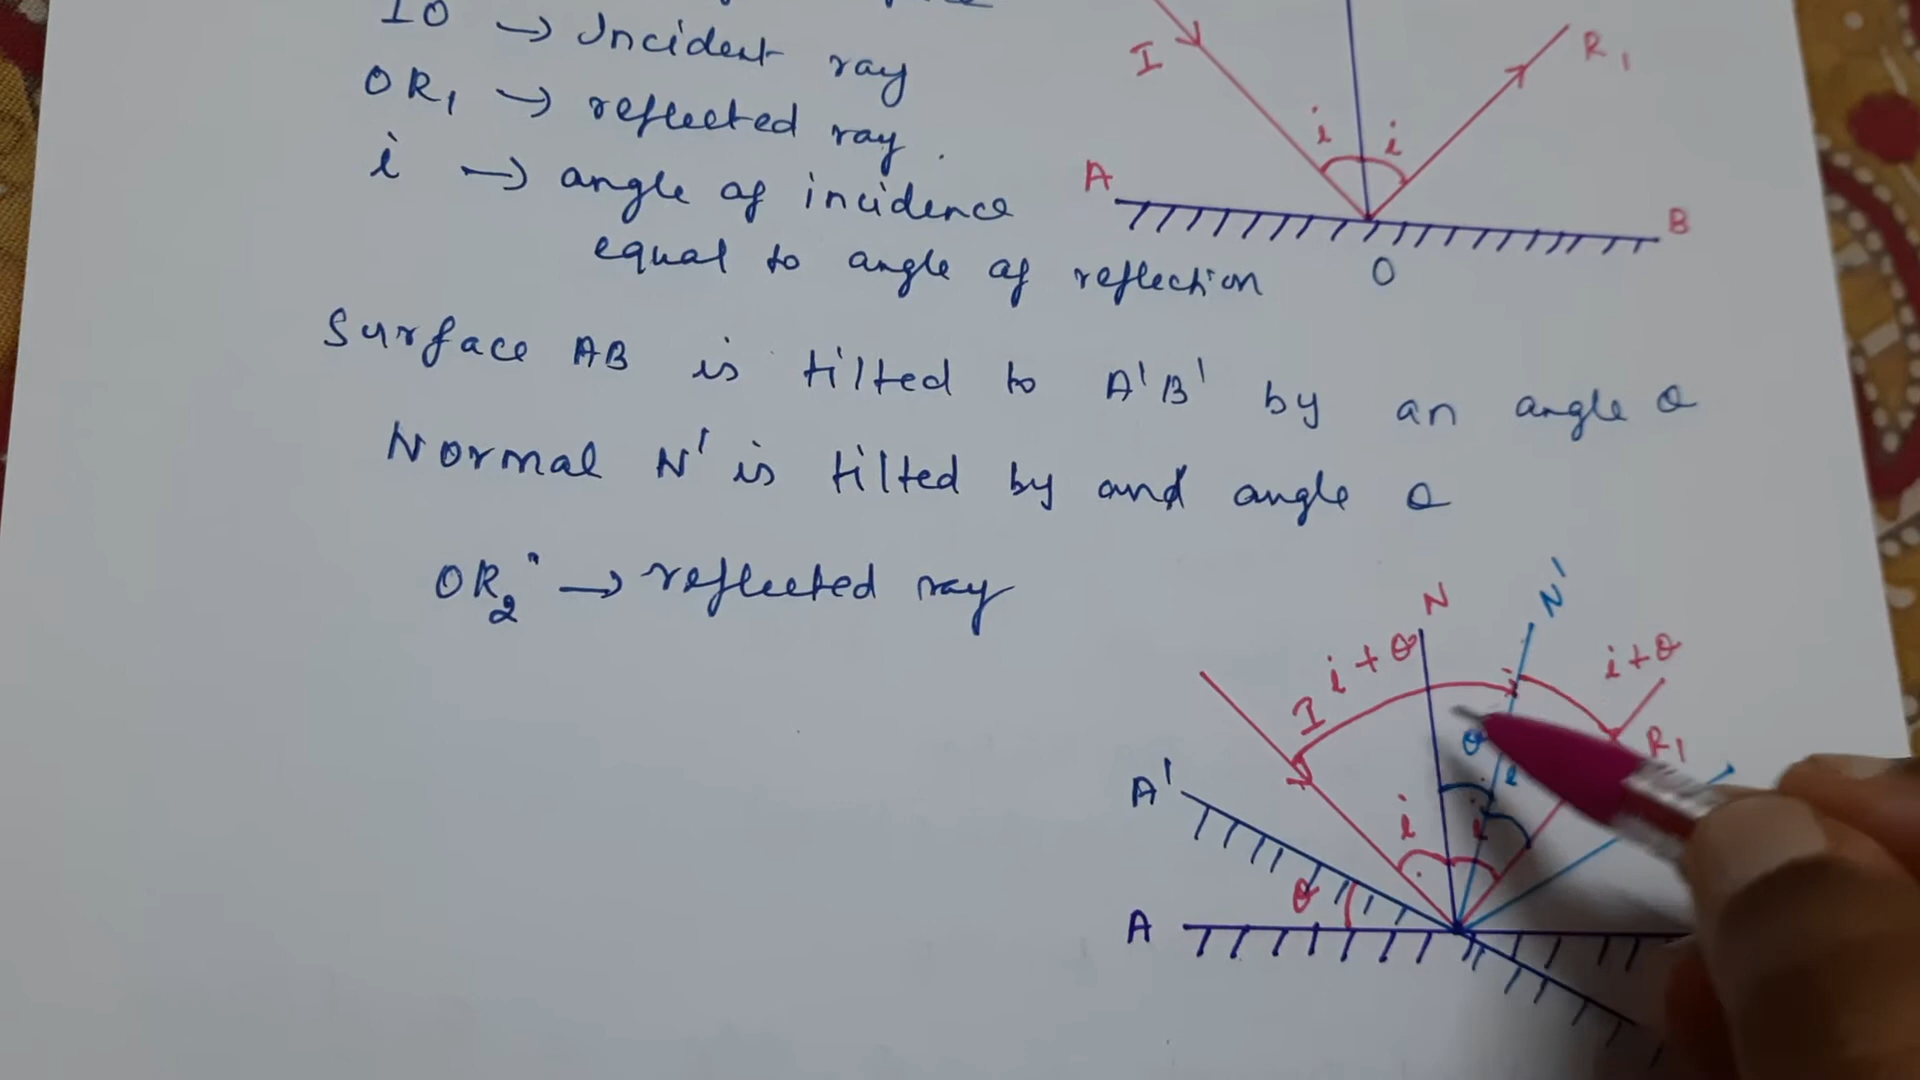 IO → Incident ray
OR₁ → reflected ray.
i → angle of incidence
equal to angle of reflection
I
R₁
i i
A
B
O
Surface AB is tilted to A'B' by an angle θ
Normal N' is tilted by and angle θ
OR₂ → reflected ray
N
N'
i+θ
i+θ
I
θ
R₁
A'
i
i
θ
A